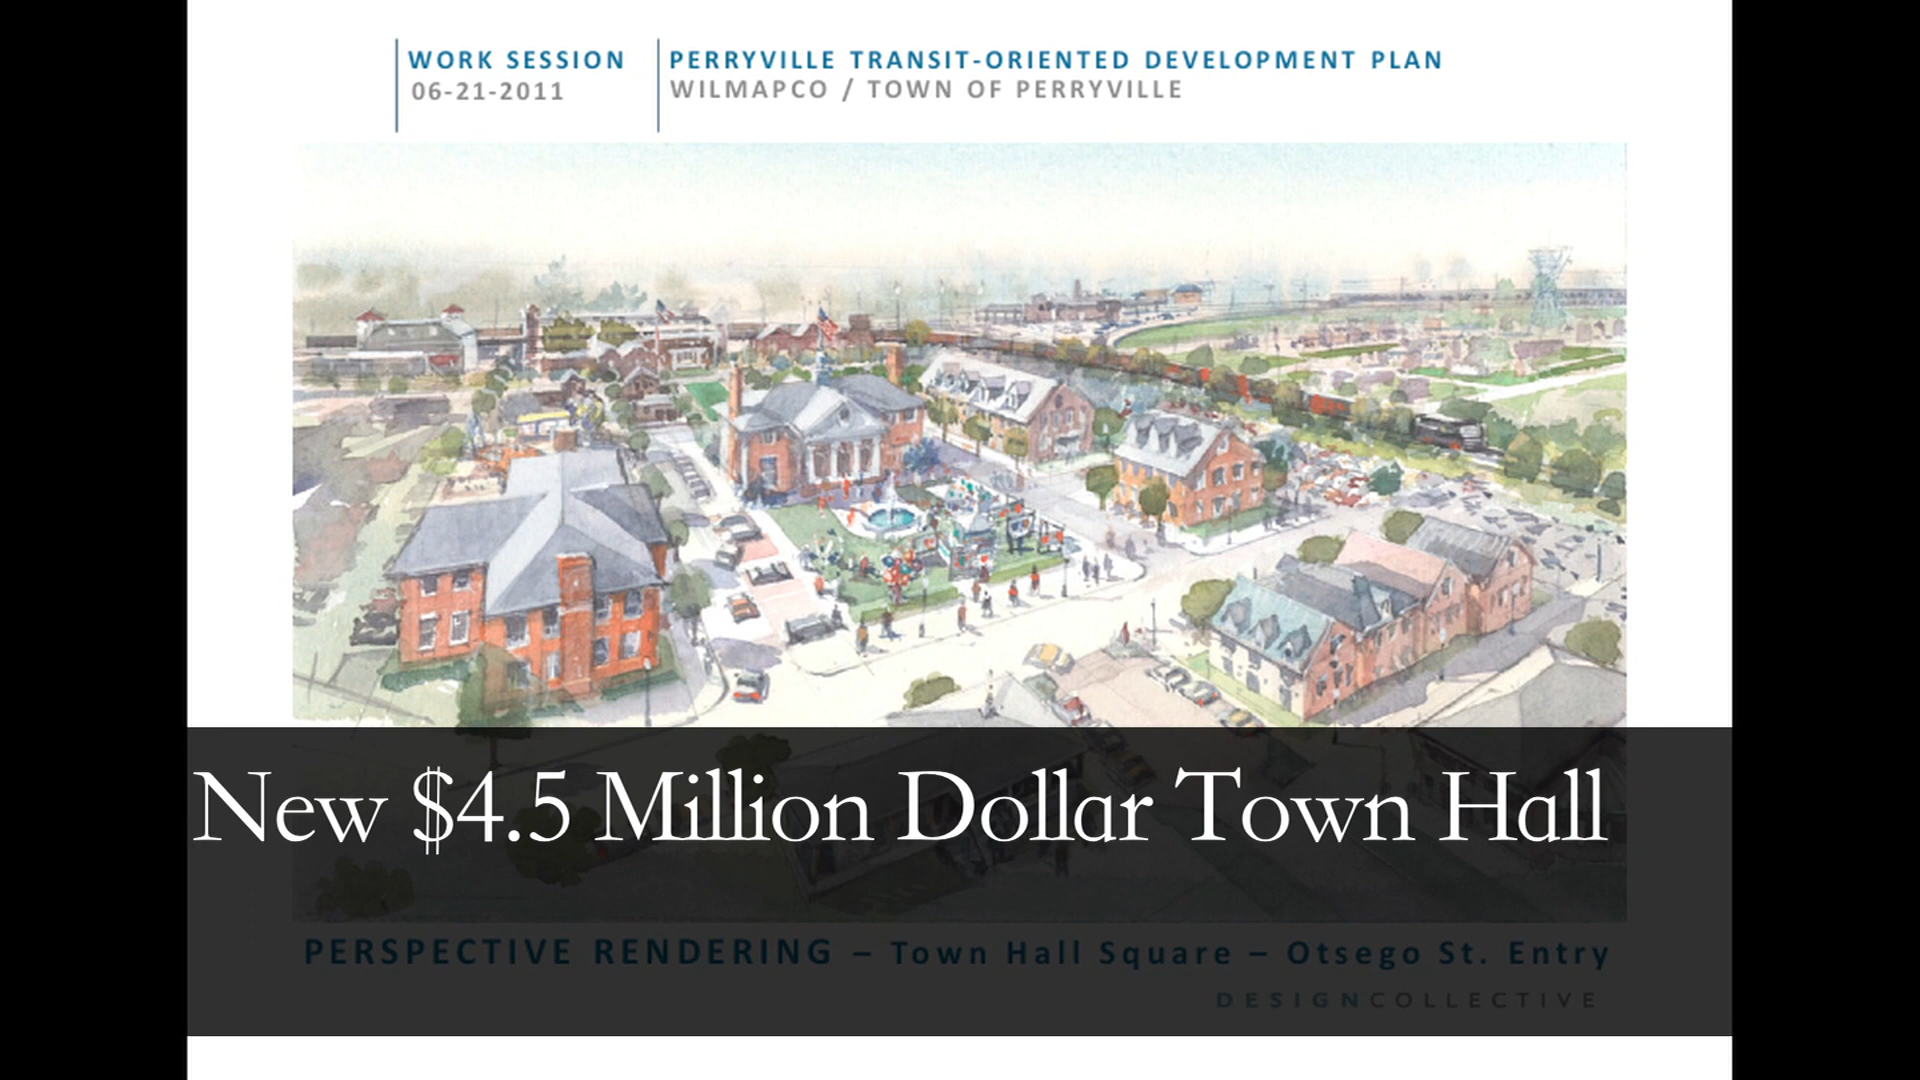 WORK SESSION
06-21-2011
PERRYVILLE TRANSIT-ORIENTED DEVELOPMENT PLAN
WILMAPCO / TOWN OF PERRYVILLE
New $4.5 Million Dollar Town Hall
PERSPECTIVE RENDERING – Town Hall Square – Otsego St. Entry
DESIGNCOLLECTIVE